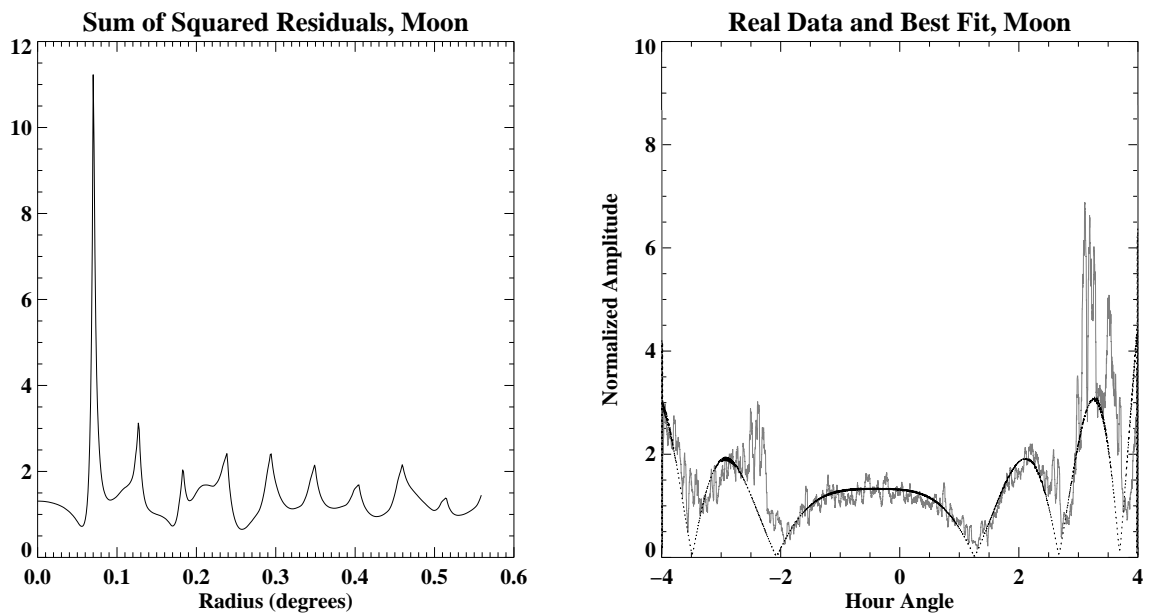 Sum of Squared Residuals, Moon
12
10
8
6
4
2
0
0.0 0.1 0.2 0.3 0.4 0.5 0.6
Radius (degrees)
Real Data and Best Fit, Moon
Normalized Amplitude
10
8
6
4
2
0
−4 −2 0 2 4
Hour Angle